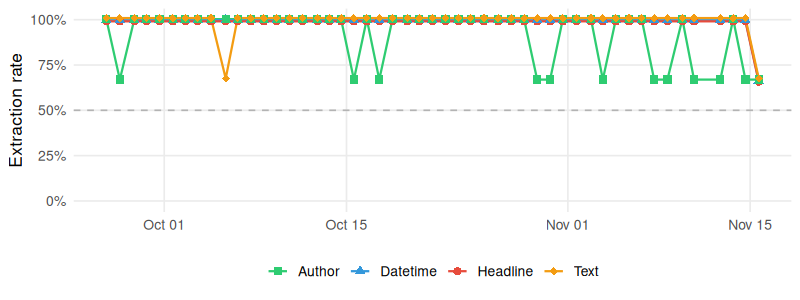 100%
75%
50%
25%
0%
Extraction rate
Oct 01
Oct 15
Nov 01
Nov 15
Author
Datetime
Headline
Text